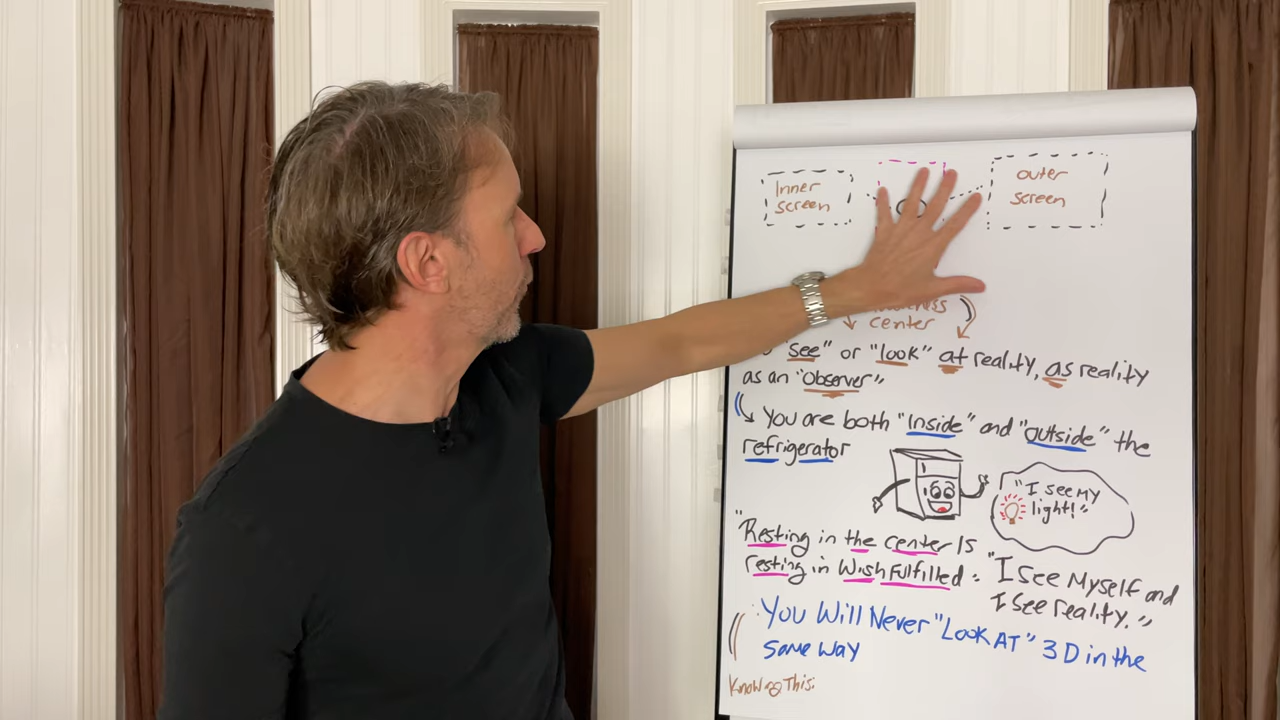 Inner
screen
outer
screen
center
"see" or "look" at reality, as reality
as an "Observer"
You are both "Inside" and "outside" the
refrigerator
"I see My
light!"
"Resting in the center Is
resting in Wish Fulfilled:
"I see Myself and
I see reality."
You Will Never "Look AT" 3D in the
Same Way
Knowing This.